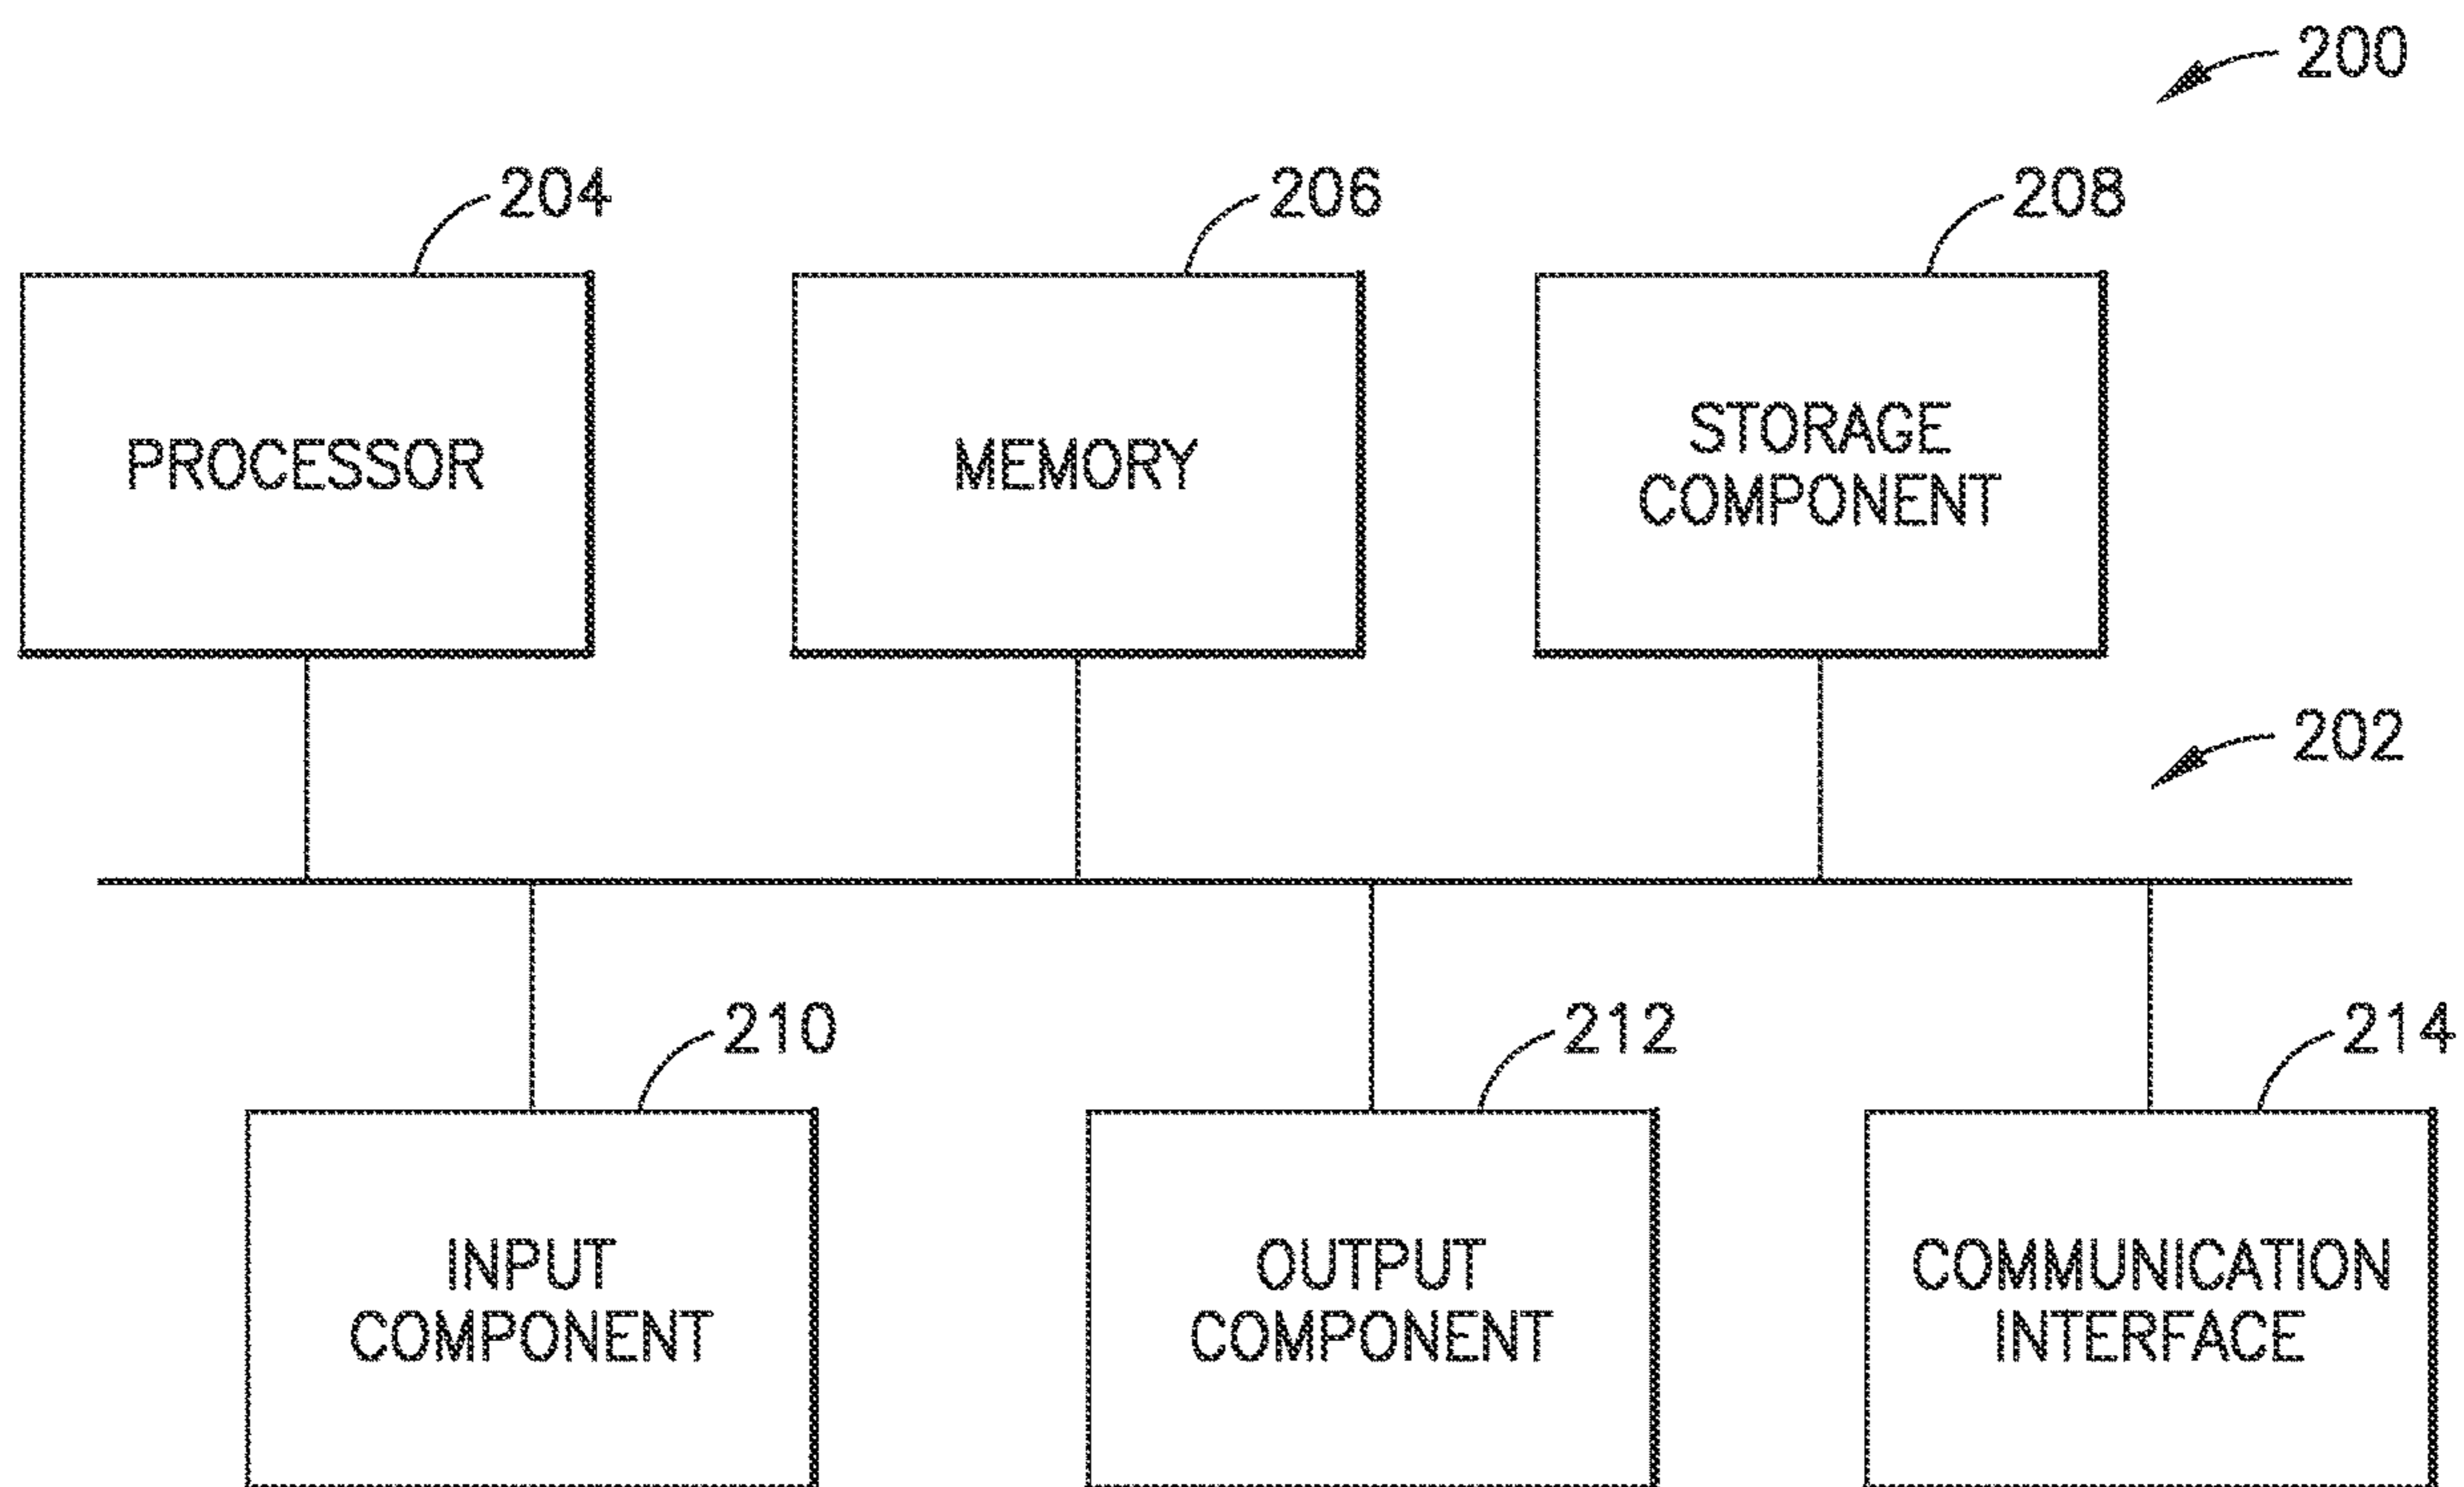 200
204
206
208
PROCESSOR
MEMORY
STORAGE
COMPONENT
202
210
212
214
INPUT
COMPONENT
OUTPUT
COMPONENT
COMMUNICATION
INTERFACE